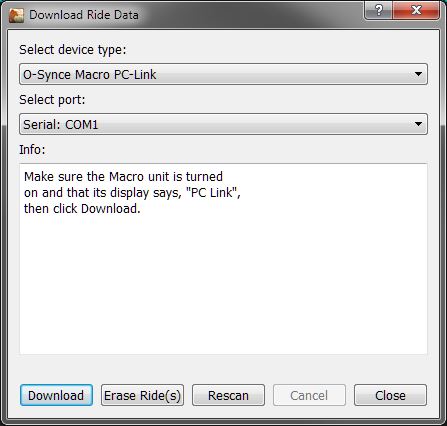 Download Ride Data
Select device type:
O-Synce Macro PC-Link
Select port:
Serial: COM1
Info:
Make sure the Macro unit is turned
on and that its display says, "PC Link",
then click Download.
Download
Erase Ride(s)
Rescan
Cancel
Close